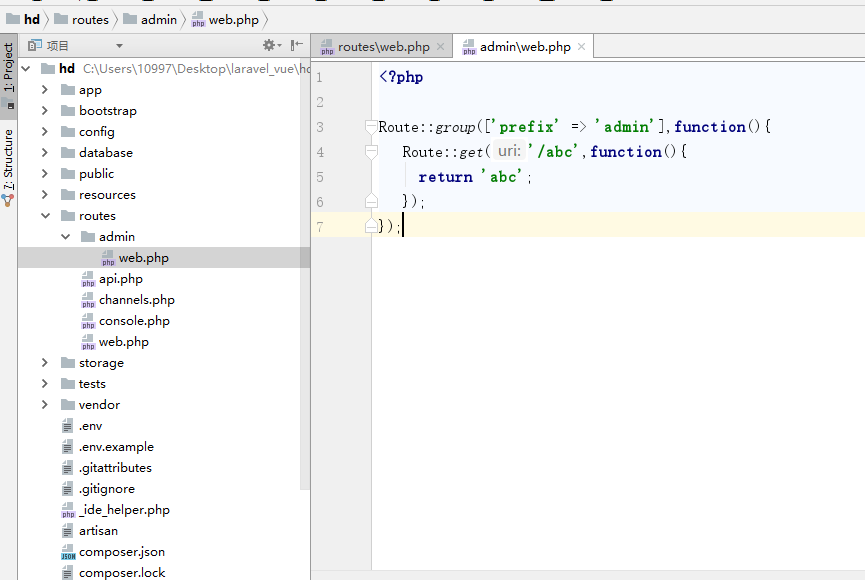 hd routes admin web.php
项目
routes\web.php
admin\web.php
1: Project
7: Structure
hd C:\Users\10997\Desktop\laravel_vue\hd
app
bootstrap
config
database
public
resources
routes
admin
web.php
api.php
channels.php
console.php
web.php
storage
tests
vendor
.env
.env.example
.gitattributes
.gitignore
_ide_helper.php
artisan
composer.json
composer.lock
1 <?php
2
3 Route::group(['prefix' => 'admin'],function(){
4 Route::get( uri: '/abc',function(){
5 return 'abc';
6 });
7 });